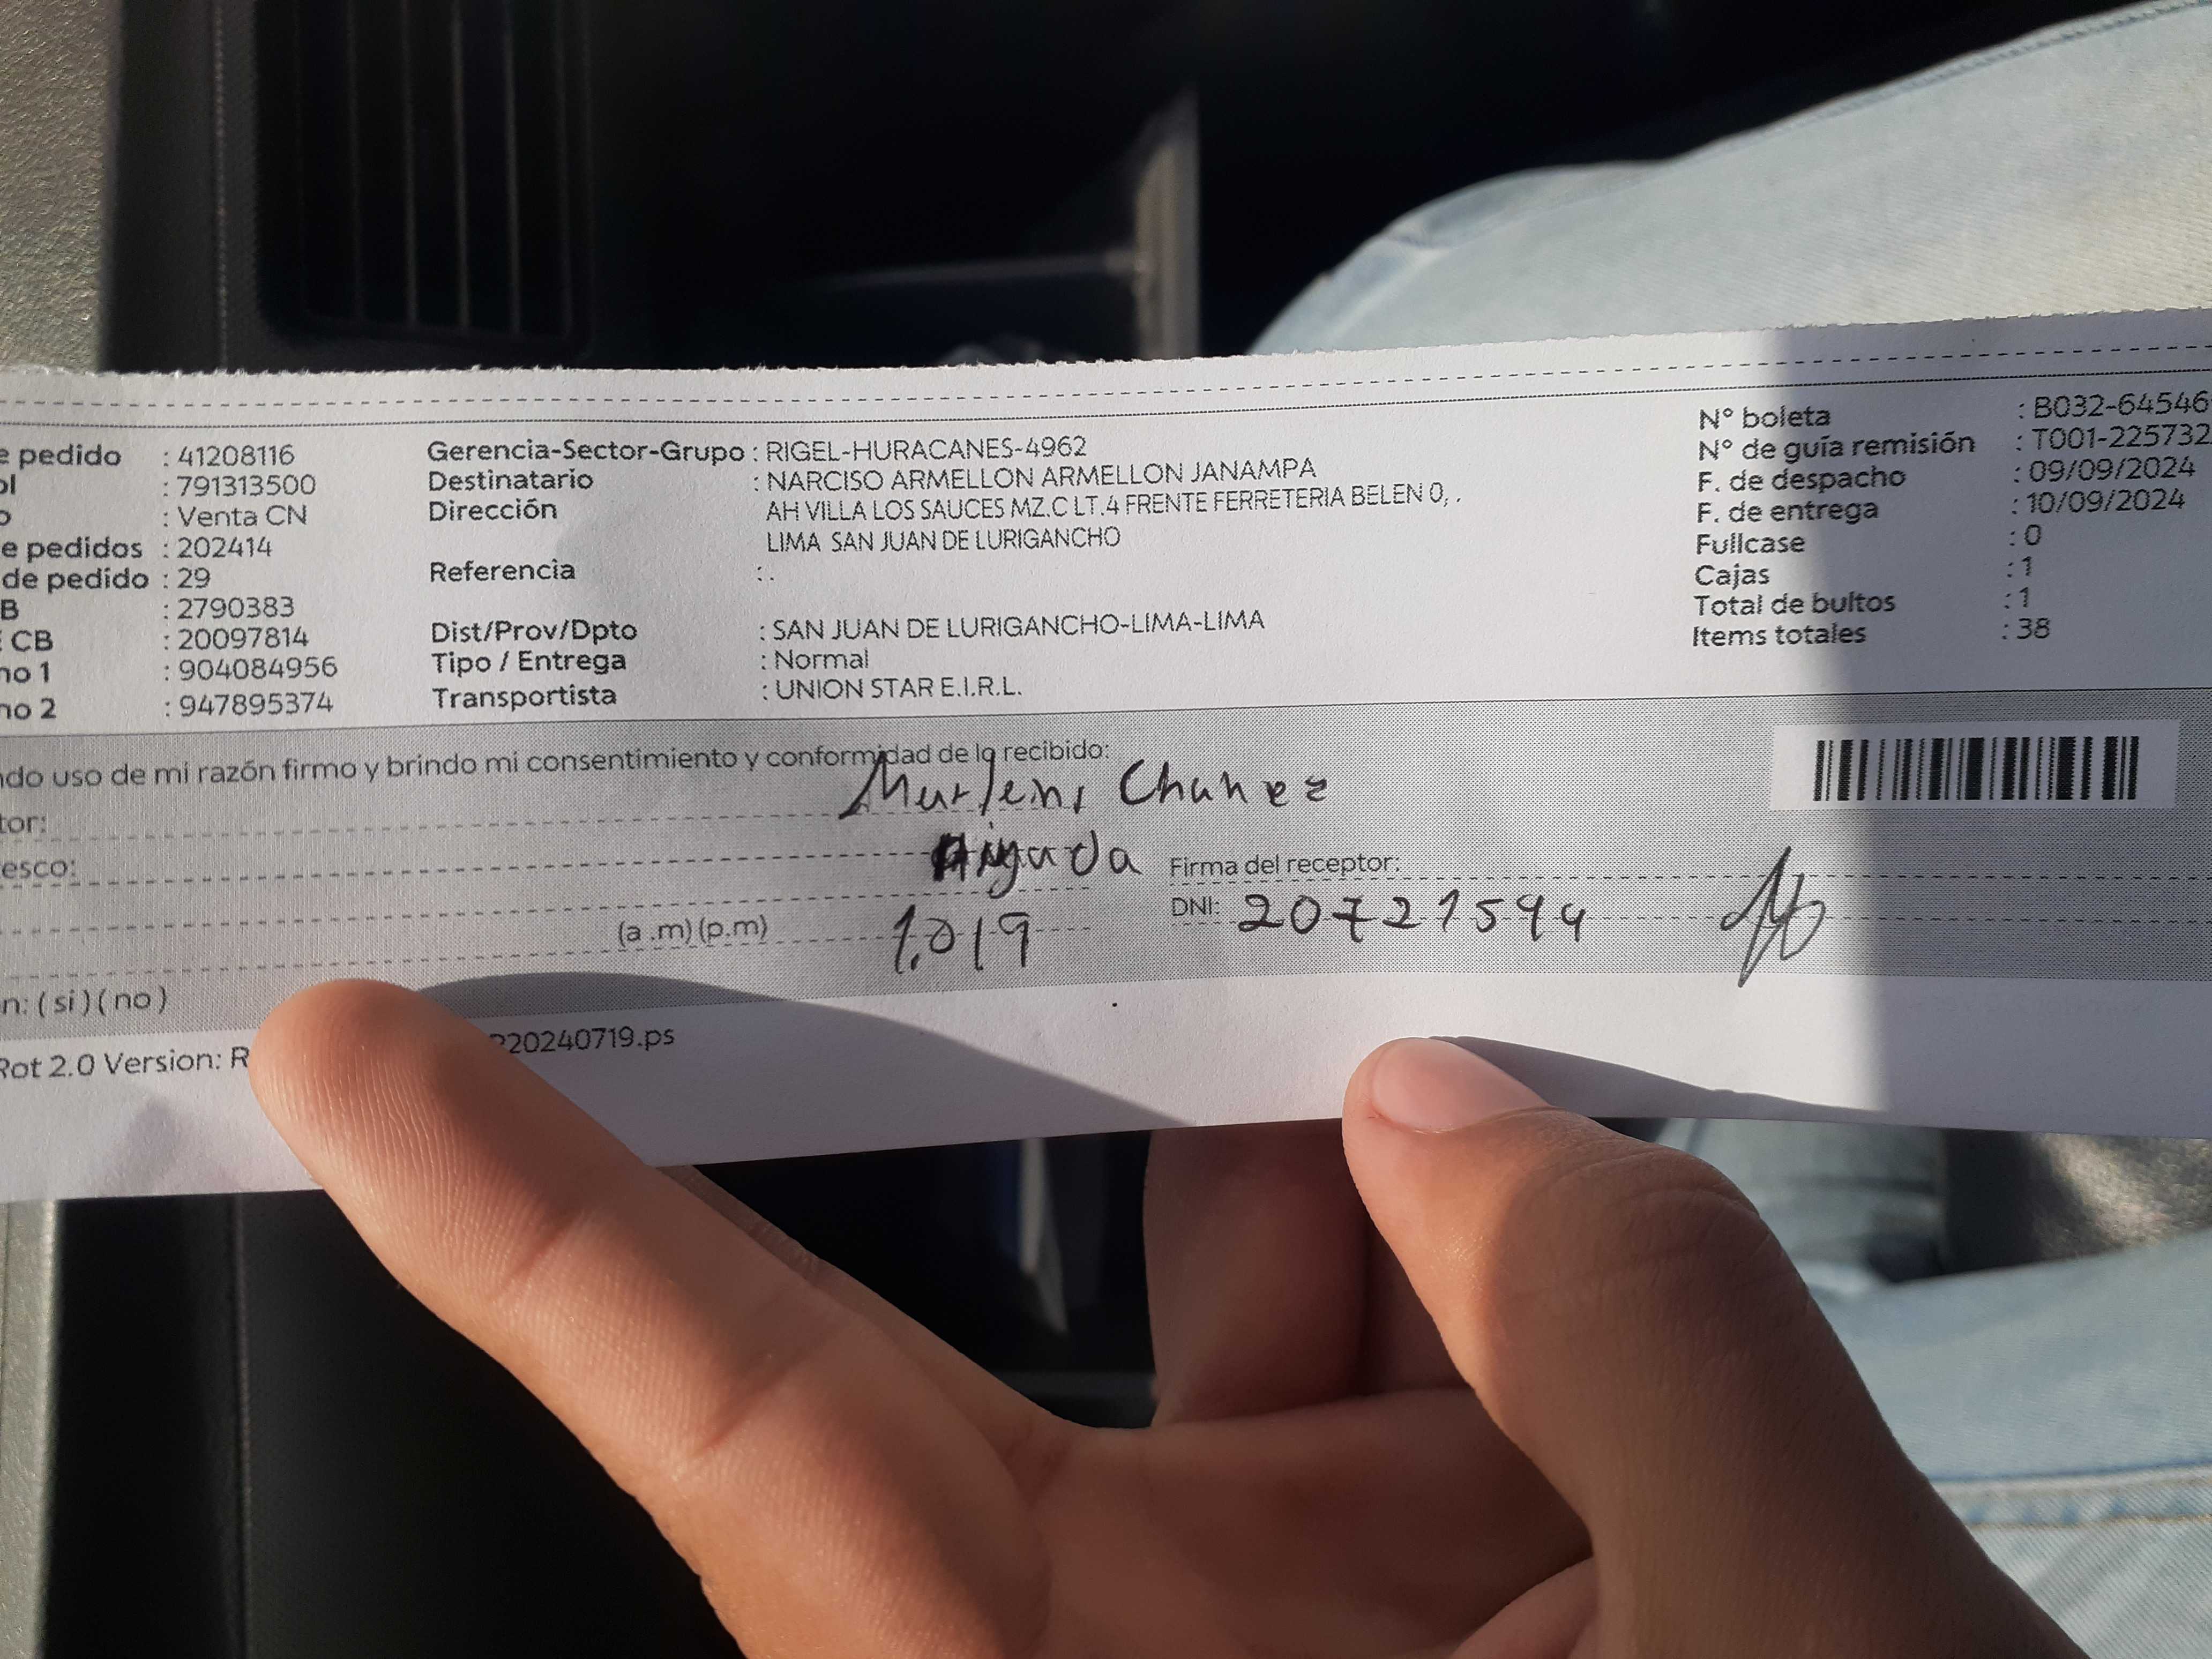 e pedido : 41208116
ol : 791313500
o : Venta CN
e pedidos : 202414
de pedido : 29
B : 2790383
E CB : 20097814
no 1 : 904084956
no 2 : 947895374
Gerencia-Sector-Grupo : RIGEL-HURACANES-4962
Destinatario : NARCISO ARMELLON ARMELLON JANAMPA
Dirección : AH VILLA LOS SAUCES MZ.C LT.4 FRENTE FERRETERIA BELEN 0, .
LIMA SAN JUAN DE LURIGANCHO
Referencia : .
Dist/Prov/Dpto : SAN JUAN DE LURIGANCHO-LIMA-LIMA
Tipo / Entrega : Normal
Transportista : UNION STAR E.I.R.L.
N° boleta : B032-64546
N° de guía remisión : T001-225732
F. de despacho : 09/09/2024
F. de entrega : 10/09/2024
Fullcase : 0
Cajas : 1
Total de bultos : 1
Items totales : 38
ndo uso de mi razón firmo y brindo mi consentimiento y conformidad de lo recibido:
tor: Chavez
esco:
Firma del receptor:
(a .m) (p.m) 1.019
DNI: 20721594
n: ( si ) ( no )
Rot 2.0 Version: R 220240719.ps